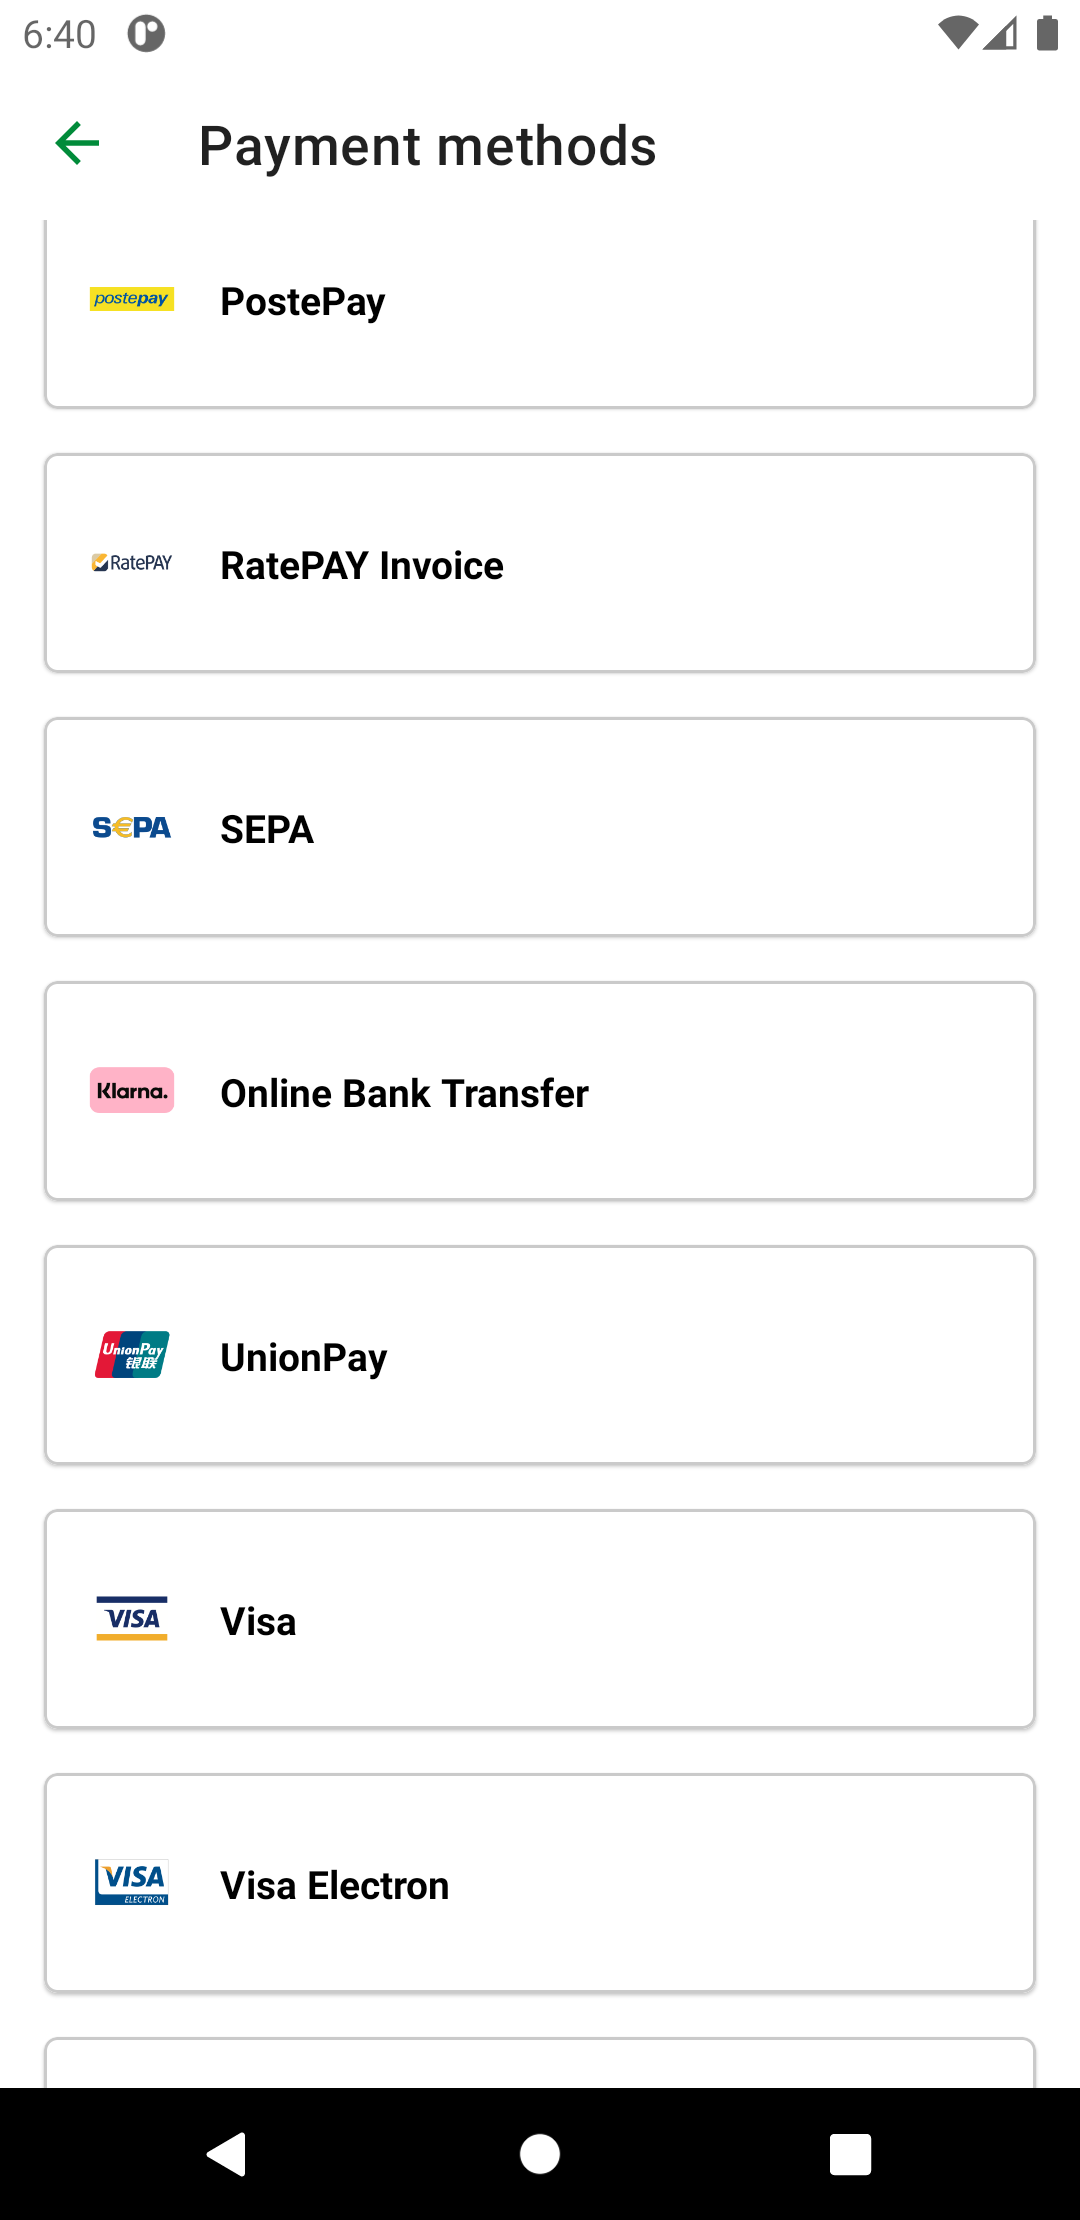 6:40
Payment methods
postepay PostePay
RatePAY RatePAY Invoice
S€PA SEPA
Klarna. Online Bank Transfer
UnionPay
银联
UnionPay
VISA Visa
VISA
ELECTRON
Visa Electron